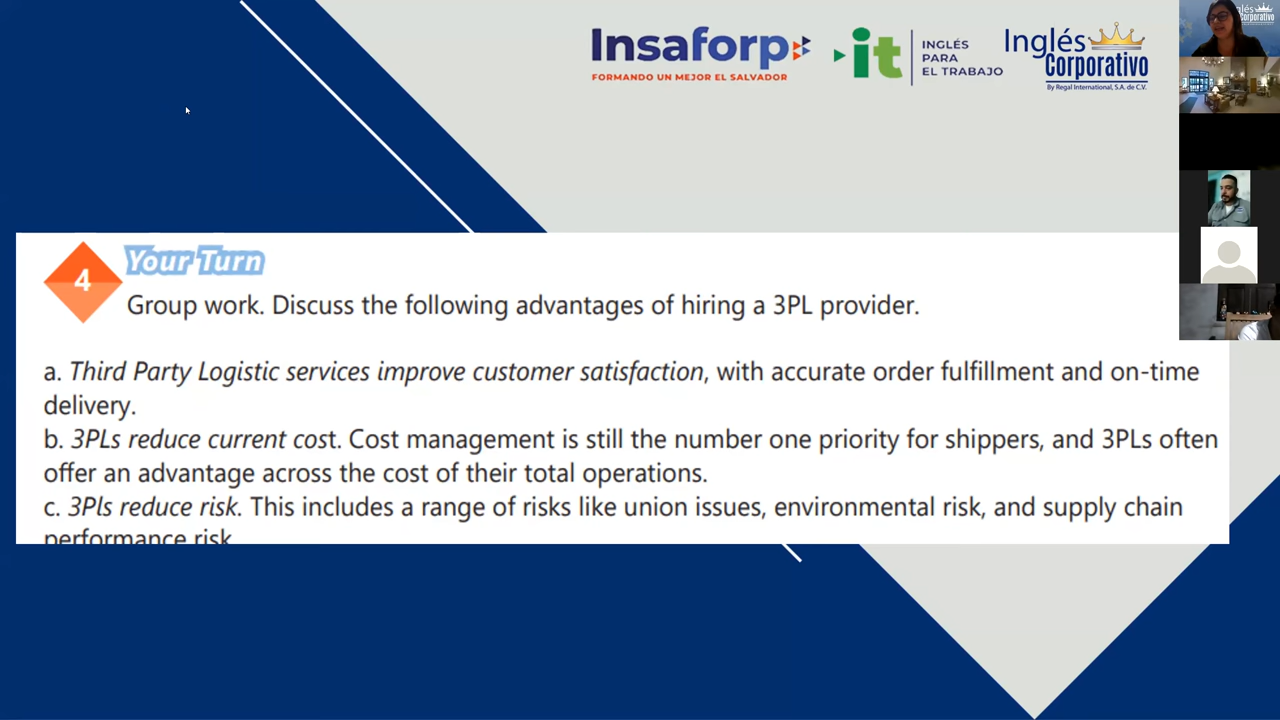 Insaforp
FORMANDO UN MEJOR EL SALVADOR
it
INGLÉS
PARA
EL TRABAJO
Inglés
Corporativo
By Regal International, S.A. de C.V.
glés
Corporativo
4
Your Turn
Group work. Discuss the following advantages of hiring a 3PL provider.
a. Third Party Logistic services improve customer satisfaction, with accurate order fulfillment and on-time
delivery.
b. 3PLs reduce current cost. Cost management is still the number one priority for shippers, and 3PLs often
offer an advantage across the cost of their total operations.
c. 3Pls reduce risk. This includes a range of risks like union issues, environmental risk, and supply chain
performance risk